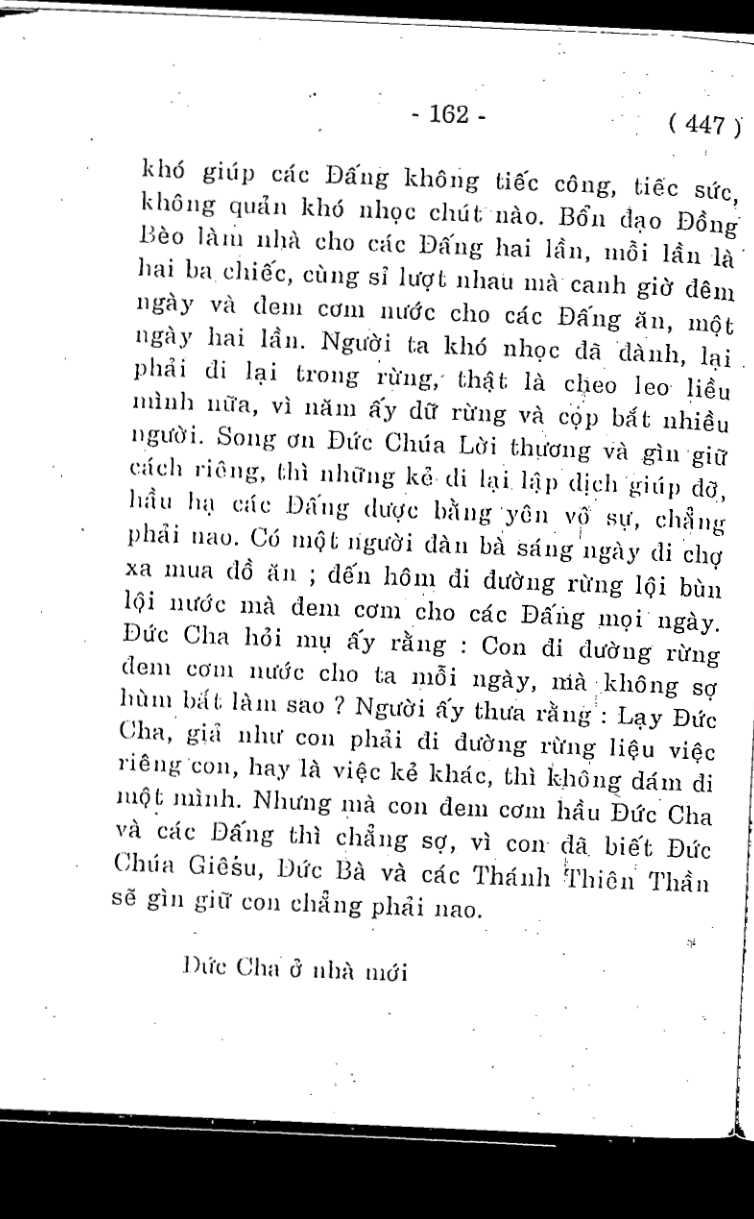 - 162 -
( 447 )
khó giúp các Đấng không tiếc công, tiếc sức,
không quản khó nhọc chút nào. Bổn đạo Đồng
Bèo làm nhà cho các Đấng hai lần, mỗi lần là
hai ba chiếc, cùng sỉ lượt nhau mà canh giờ đêm
ngày và đem cơm nước cho các Đấng ăn, một
ngày hai lần. Người ta khó nhọc đã đành, lại
phải đi lại trong rừng, thật là cheo leo liều
mình nữa, vì năm ấy dữ rừng và cọp bắt nhiều
người. Song ơn Đức Chúa Lời thương và gìn giữ
cách riêng, thì những kẻ đi lại lập dịch giúp đỡ,
hầu hạ các Đấng được bằng yên vô sự, chẳng
phải nao. Có một người đàn bà sáng ngày đi chợ
xa mua đồ ăn ; đến hôm đi đường rừng lội bùn
lội nước mà đem cơm cho các Đấng mọi ngày.
Đức Cha hỏi mụ ấy rằng : Con đi đường rừng
đem cơm nước cho ta mỗi ngày, mà không sợ
hùm bắt làm sao ? Người ấy thưa rằng : Lạy Đức
Cha, giả như con phải đi đường rừng liệu việc
riêng con, hay là việc kẻ khác, thì không dám đi
một mình. Nhưng mà con đem cơm hầu Đức Cha
và các Đấng thì chẳng sợ, vì con đã biết Đức
Chúa Giêsu, Đức Bà và các Thánh Thiên Thần
sẽ gìn giữ con chẳng phải nao.
Đức Cha ở nhà mới